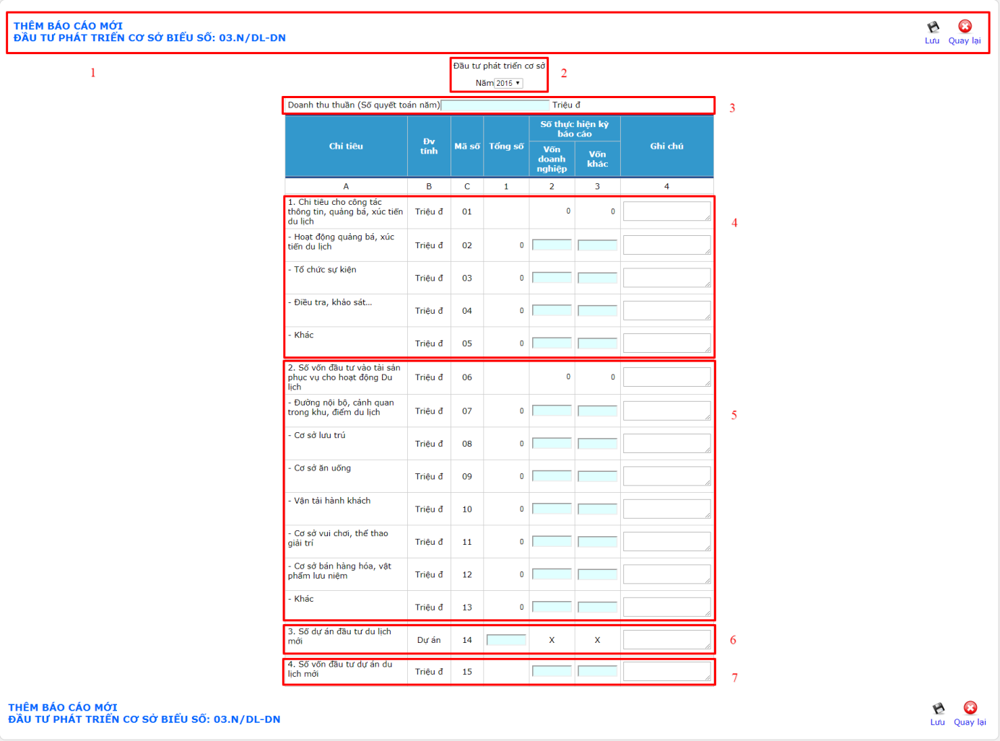 THÊM BÁO CÁO MỚI
ĐẦU TƯ PHÁT TRIỂN CƠ SỞ BIỂU SỐ: 03.N/DL-DN
Lưu Quay lại
1
Đầu tư phát triển cơ sở
Năm 2015
2
Doanh thu thuần (Số quyết toán năm) Triệu đ
3
Chỉ tiêu
Đv
tính
Mã số
Tổng số
Số thực hiện kỳ
báo cáo
Vốn
doanh
nghiệp
Vốn
khác
Ghi chú
A B C 1 2 3 4
1. Chi tiêu cho công tác
thông tin, quảng bá, xúc tiến
du lịch
Triệu đ 01 0 0
4
- Hoạt động quảng bá, xúc
tiến du lịch
Triệu đ 02 0
- Tổ chức sự kiện
Triệu đ 03 0
- Điều tra, khảo sát...
Triệu đ 04 0
- Khác
Triệu đ 05 0
2. Số vốn đầu tư vào tài sản
phục vụ cho hoạt động Du
lịch
Triệu đ 06 0 0
- Đường nội bộ, cảnh quan
trong khu, điểm du lịch
Triệu đ 07 0
5
- Cơ sở lưu trú
Triệu đ 08 0
- Cơ sở ăn uống
Triệu đ 09 0
- Vận tải hành khách
Triệu đ 10 0
- Cơ sở vui chơi, thể thao
giải trí
Triệu đ 11 0
- Cơ sở bán hàng hóa, vật
phẩm lưu niệm
Triệu đ 12 0
- Khác
Triệu đ 13 0
3. Số dự án đầu tư du lịch
mới
Dự án 14 X X
6
4. Số vốn đầu tư dự án du
lịch mới
Triệu đ 15
7
THÊM BÁO CÁO MỚI
ĐẦU TƯ PHÁT TRIỂN CƠ SỞ BIỂU SỐ: 03.N/DL-DN
Lưu Quay lại